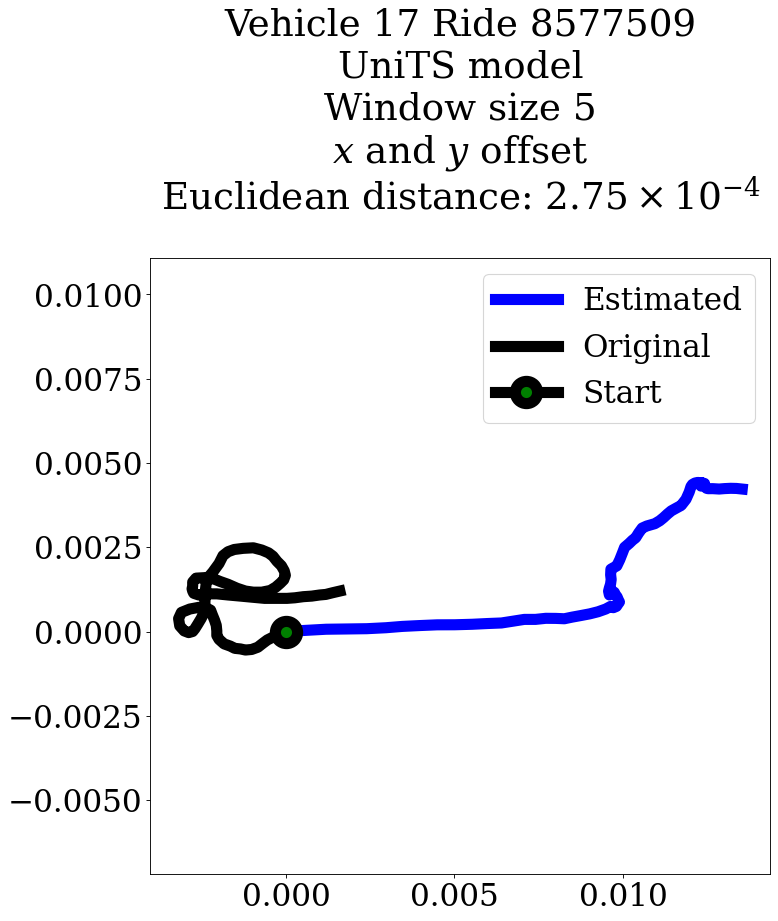 Vehicle 17 Ride 8577509
UniTS model
Window size 5
x and y offset
Euclidean distance: 2.75 × 10⁻⁴
Estimated
Original
Start
0.0100
0.0075
0.0050
0.0025
0.0000
−0.0025
−0.0050
0.000 0.005 0.010